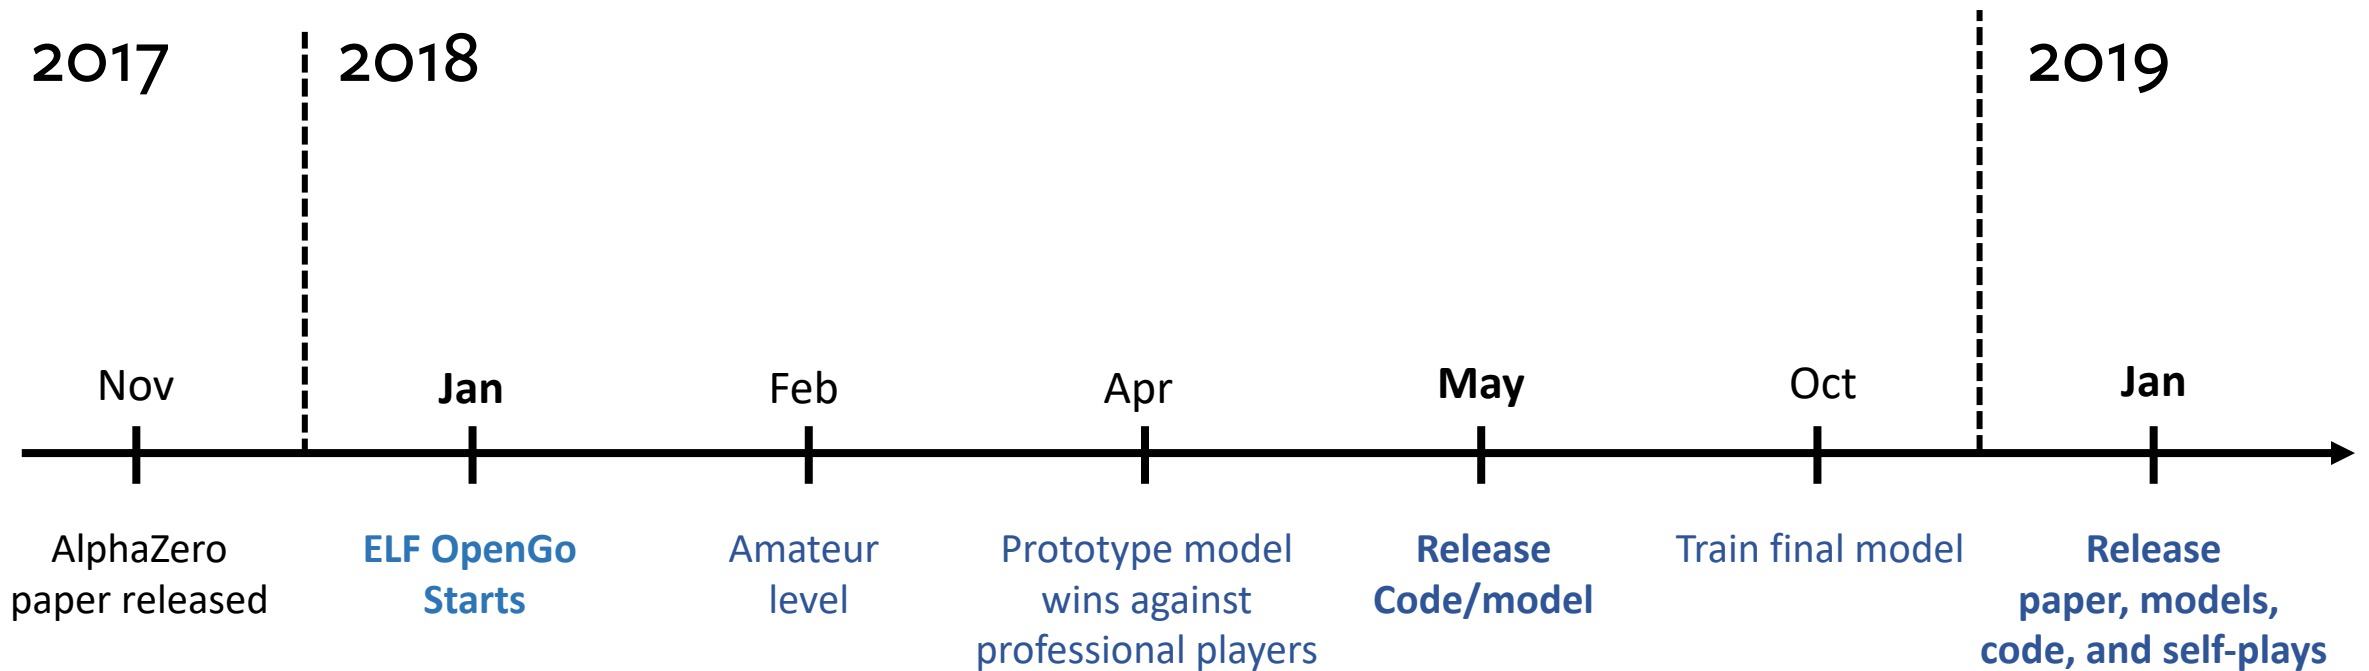 2017
2018
2019
Nov
Jan
Feb
Apr
May
Oct
Jan
AlphaZero
paper released
ELF OpenGo
Starts
Amateur
level
Prototype model
wins against
professional players
Release
Code/model
Train final model
Release
paper, models,
code, and self-plays